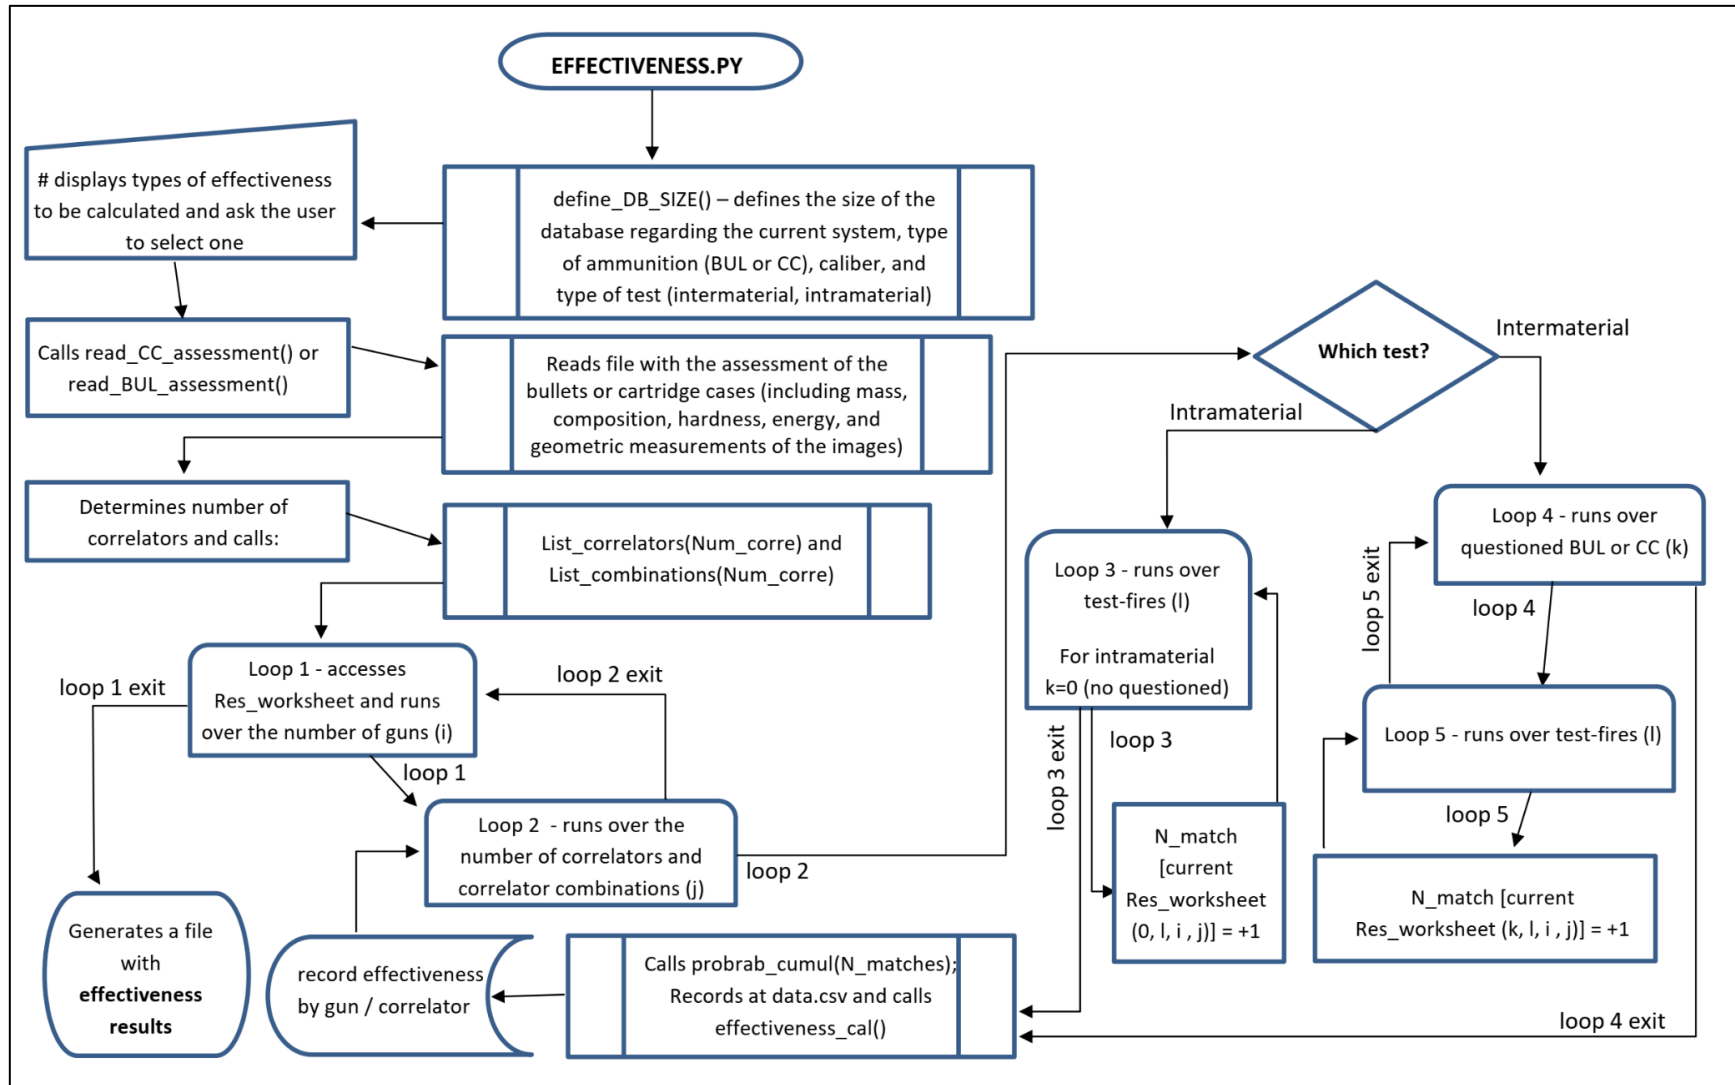 EFFECTIVENESS.PY
# displays types of effectiveness
to be calculated and ask the user
to select one
define_DB_SIZE() – defines the size of the
database regarding the current system, type
of ammunition (BUL or CC), caliber, and
type of test (intermaterial, intramaterial)
Calls read_CC_assessment() or
read_BUL_assessment()
Reads file with the assessment of the
bullets or cartridge cases (including mass,
composition, hardness, energy, and
geometric measurements of the images)
Determines number of
correlators and calls:
List_correlators(Num_corre) and
List_combinations(Num_corre)
Loop 1 - accesses
Res_worksheet and runs
over the number of guns (i)
loop 1 exit
loop 2 exit
loop 1
Loop 2  - runs over the
number of correlators and
correlator combinations (j)
loop 2
Generates a file
with
effectiveness
results
record effectiveness
by gun / correlator
Calls probrab_cumul(N_matches);
Records at data.csv and calls
effectiveness_cal()
Which test?
Intermaterial
Intramaterial
Loop 3 - runs over
test-fires (l)
For intramaterial
k=0 (no questioned)
loop 3 exit
loop 3
N_match
[current
Res_worksheet
(0, l, i , j)] = +1
Loop 4 - runs over
questioned BUL or CC (k)
loop 5 exit
loop 4
Loop 5 - runs over test-fires (l)
loop 5
N_match [current
Res_worksheet (k, l, i , j)] = +1
loop 4 exit